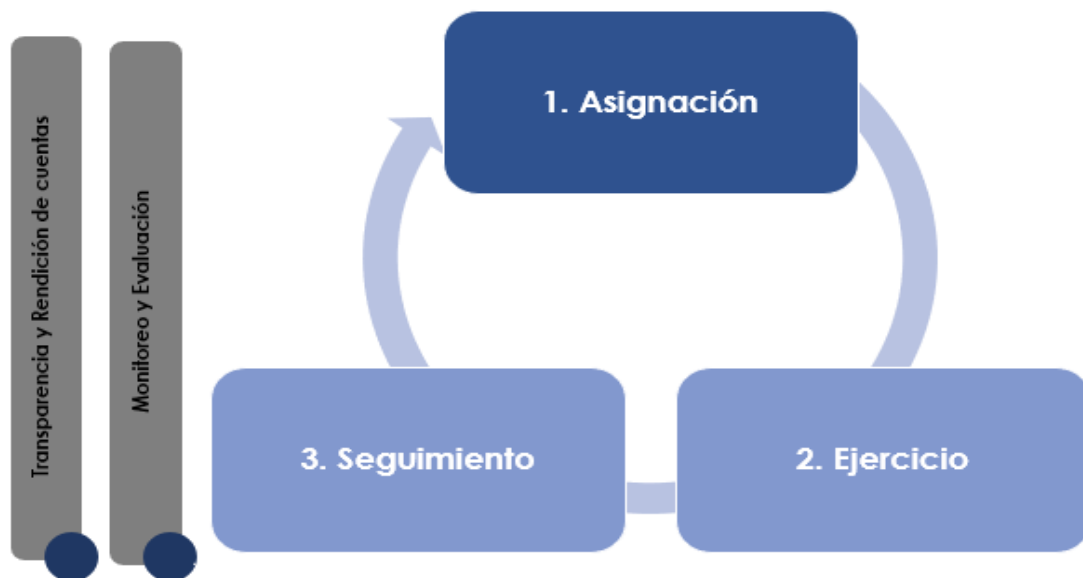 Transparencia y Rendición de cuentas
Monitoreo y Evaluación
1. Asignación
3. Seguimiento
2. Ejercicio